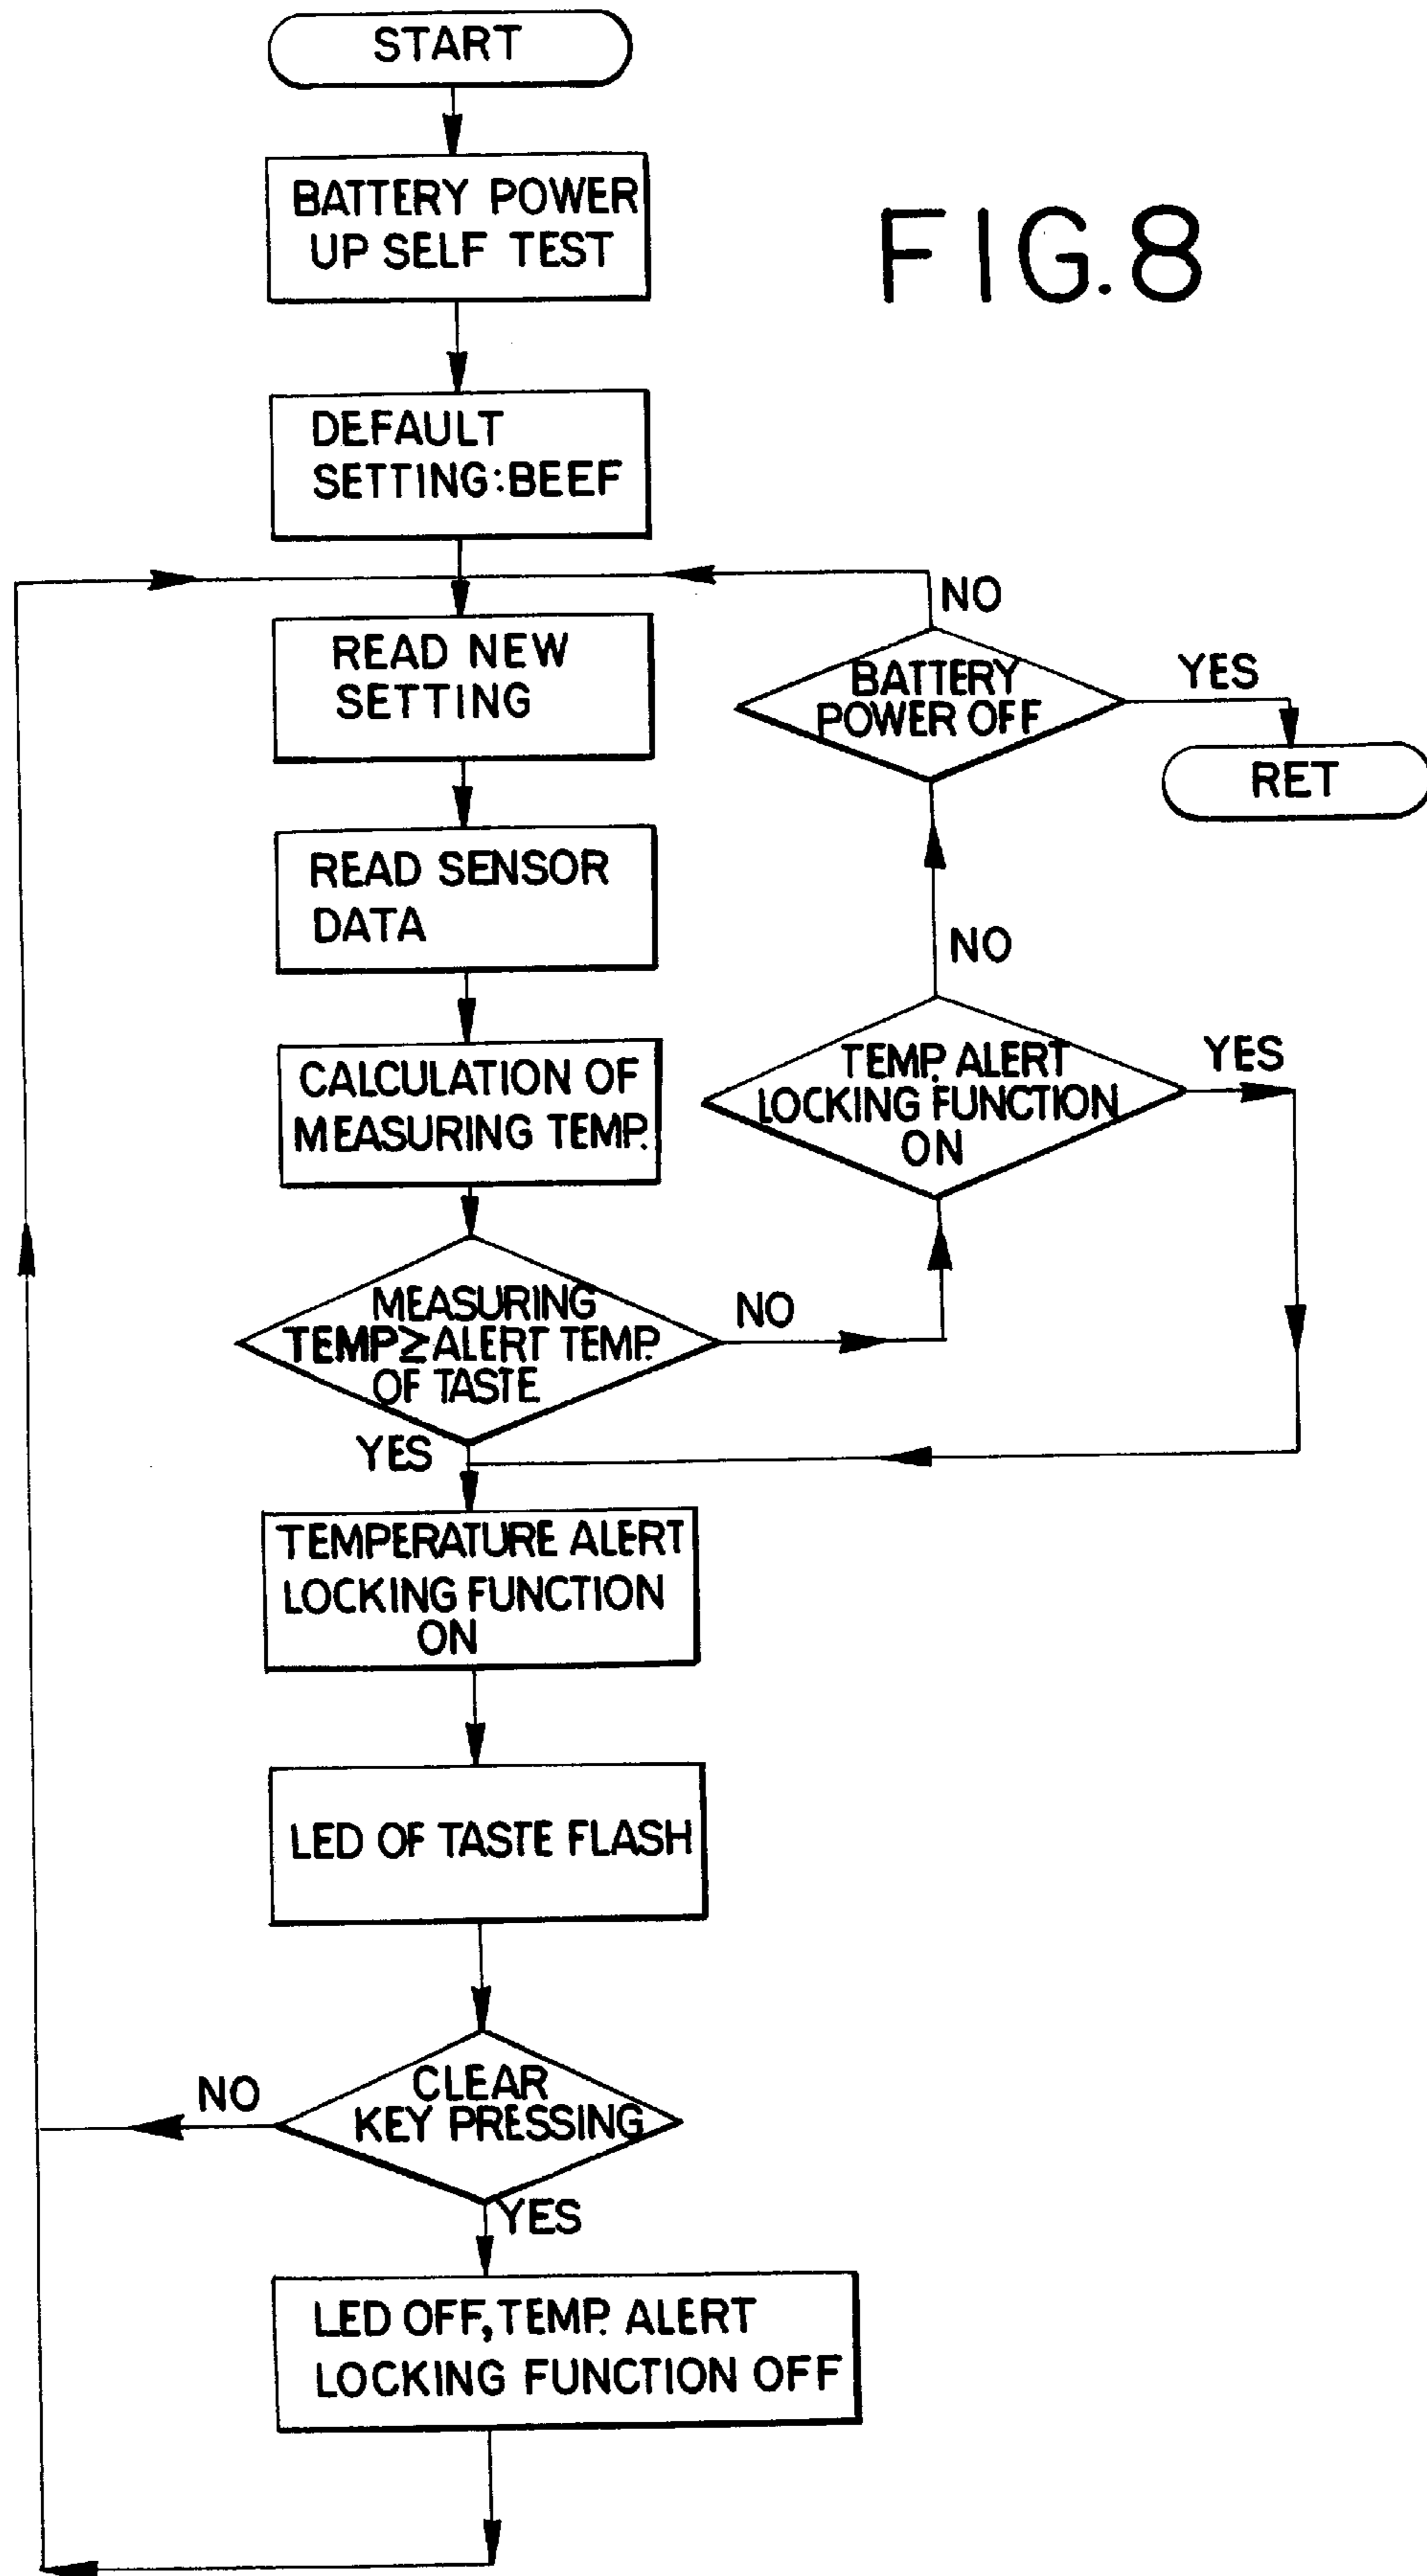 START
BATTERY POWER
UP SELF TEST
FIG.8
DEFAULT
SETTING:BEEF
NO
READ NEW
SETTING
BATTERY
POWER OFF
YES
RET
READ SENSOR
DATA
NO
CALCULATION OF
MEASURING TEMP.
TEMP. ALERT
LOCKING FUNCTION
ON
YES
MEASURING
TEMP≥ALERT TEMP.
OF TASTE
NO
YES
TEMPERATURE ALERT
LOCKING FUNCTION
ON
LED OF TASTE FLASH
NO
CLEAR
KEY PRESSING
YES
LED OFF,TEMP. ALERT
LOCKING FUNCTION OFF